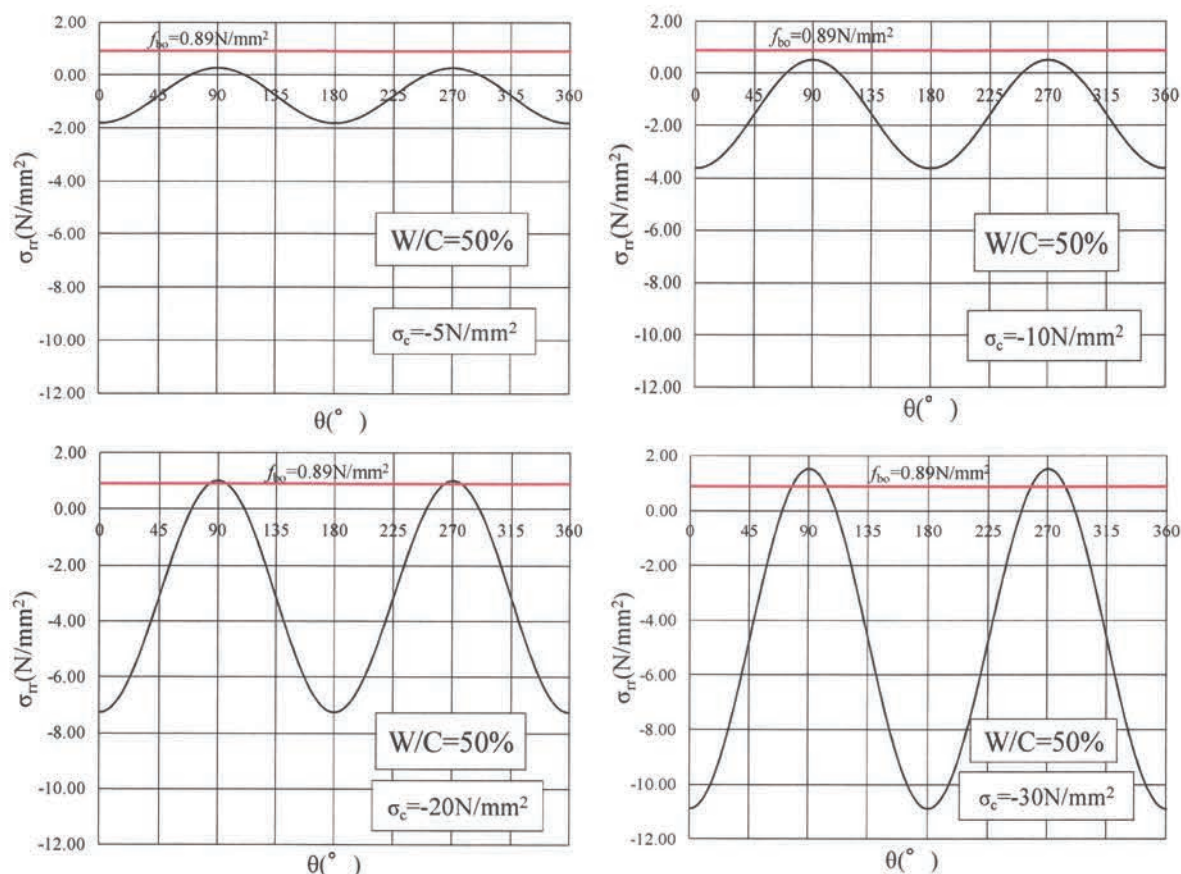 2.00
f_bo=0.89N/mm²
0.00
0 45 90 135 180 225 270 315 360
-2.00
-4.00
-6.00
-8.00
-10.00
-12.00
σ_rr(N/mm²)
W/C=50%
σ_c=-5N/mm²
θ(°)
2.00
f_bo=0.89N/mm²
0.00
0 45 90 135 180 225 270 315 360
-2.00
-4.00
-6.00
-8.00
-10.00
-12.00
σ_rr(N/mm²)
W/C=50%
σ_c=-10N/mm²
θ(°)
2.00
f_bo=0.89N/mm²
0.00
0 45 90 135 180 225 270 315 360
-2.00
-4.00
-6.00
-8.00
-10.00
-12.00
σ_rr(N/mm²)
W/C=50%
σ_c=-20N/mm²
θ(°)
2.00
f_bo=0.89N/mm²
0.00
0 45 90 135 180 225 270 315 360
-2.00
-4.00
-6.00
-8.00
-10.00
-12.00
σ_rr(N/mm²)
W/C=50%
σ_c=-30N/mm²
θ(°)